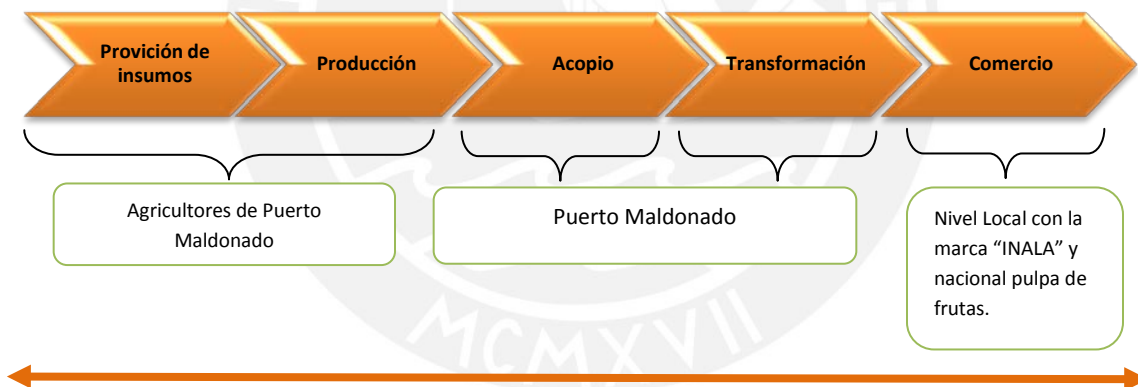 Provición de
insumos
Producción
Acopio
Transformación
Comercio
Agricultores de Puerto
Maldonado
Puerto Maldonado
Nivel Local con la
marca “INALA” y
nacional pulpa de
frutas.
MCMXVII